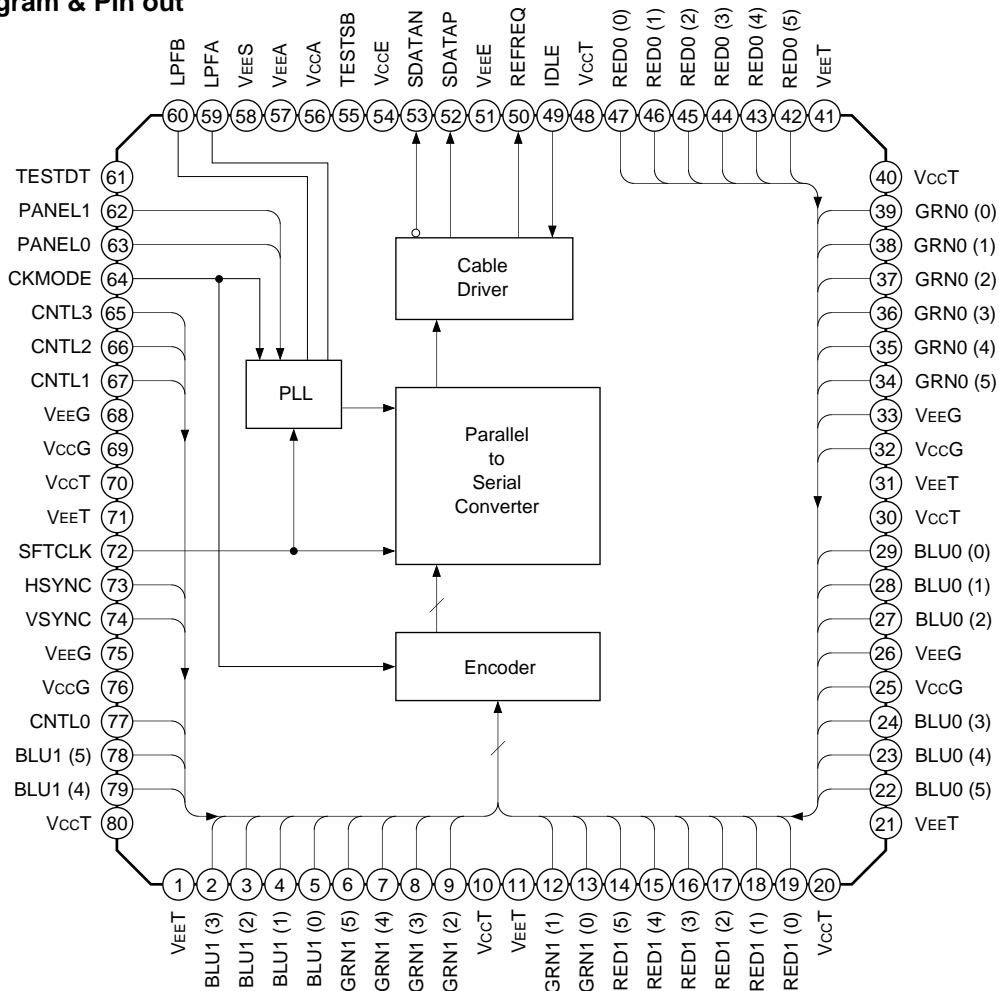 gram & Pin out
LPFB
LPFA
VEES
VEEA
VCCA
TESTSB
VCCE
SDATAN
SDATAP
VEEE
REFREQ
IDLE
VCCT
RED0 (0)
RED0 (1)
RED0 (2)
RED0 (3)
RED0 (4)
RED0 (5)
VEET
60 59 58 57 56 55 54 53 52 51 50 49 48 47 46 45 44 43 42 41
TESTDT 61
PANEL1 62
PANEL0 63
CKMODE 64
CNTL3 65
CNTL2 66
CNTL1 67
VEEG 68
VCCG 69
VCCT 70
VEET 71
SFTCLK 72
HSYNC 73
VSYNC 74
VEEG 75
VCCG 76
CNTL0 77
BLU1 (5) 78
BLU1 (4) 79
VCCT 80
Cable
Driver
PLL
Parallel
to
Serial
Converter
Encoder
40 VCCT
39 GRN0 (0)
38 GRN0 (1)
37 GRN0 (2)
36 GRN0 (3)
35 GRN0 (4)
34 GRN0 (5)
33 VEEG
32 VCCG
31 VEET
30 VCCT
29 BLU0 (0)
28 BLU0 (1)
27 BLU0 (2)
26 VEEG
25 VCCG
24 BLU0 (3)
23 BLU0 (4)
22 BLU0 (5)
21 VEET
1 2 3 4 5 6 7 8 9 10 11 12 13 14 15 16 17 18 19 20
VEET
BLU1 (3)
BLU1 (2)
BLU1 (1)
BLU1 (0)
GRN1 (5)
GRN1 (4)
GRN1 (3)
GRN1 (2)
VCCT
VEET
GRN1 (1)
GRN1 (0)
RED1 (5)
RED1 (4)
RED1 (3)
RED1 (2)
RED1 (1)
RED1 (0)
VCCT